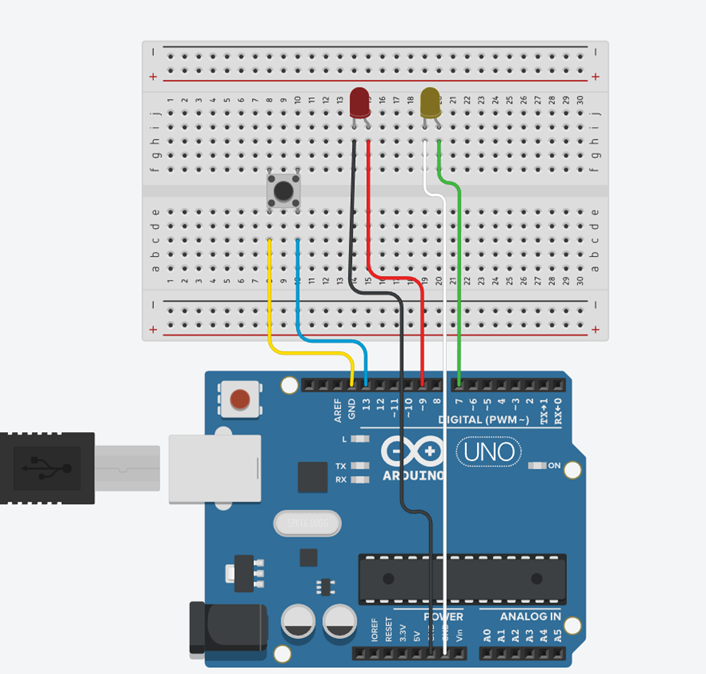 − −
+ +
1 2 3 4 5 6 7 8 9 10 11 12 13 15 16 17 18 21 22 23 24 25 26 27 28 29 30
j j
i i
h h
g g
f f
e e
d d
c c
b b
a a
1 2 3 4 5 6 7 8 9 10 11 12 13 14 15 16 17 18 19 20 21 22 23 24 25 26 27 28 29 30
− −
+ +
AREF
GND
13
12
~11
~10
~9
8
7
~6
~5
4
~3
2
TX→1
RX←0
DIGITAL (PWM~)
L
TX
RX
ARDUINO
UNO
ON
POWER
ANALOG IN
IOREF
RESET
3.3V
5V
GND
GND
Vin
A0
A1
A2
A3
A4
A5